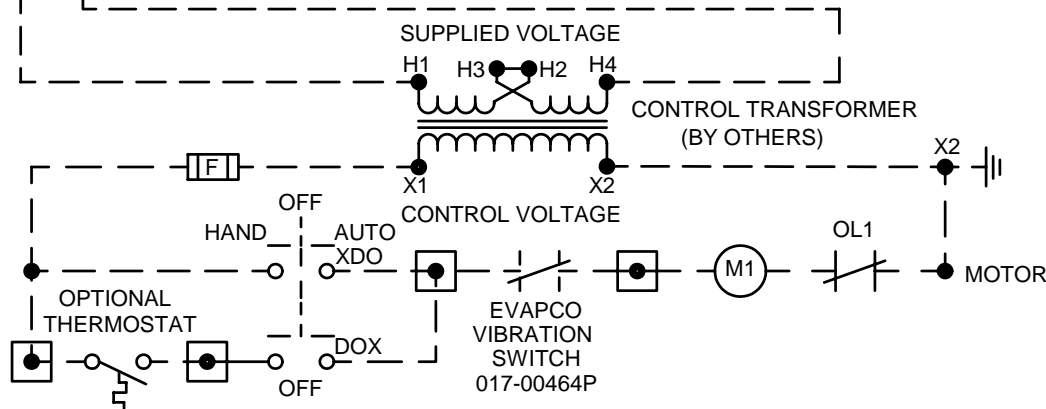 SUPPLIED VOLTAGE
H1 H3 H2 H4
CONTROL TRANSFORMER
(BY OTHERS)
F
X1 X2 X2
CONTROL VOLTAGE
OFF
HAND AUTO
XDO
OL1
M1
MOTOR
OPTIONAL
THERMOSTAT
EVAPCO
VIBRATION
SWITCH
017-00464P
DOX
OFF